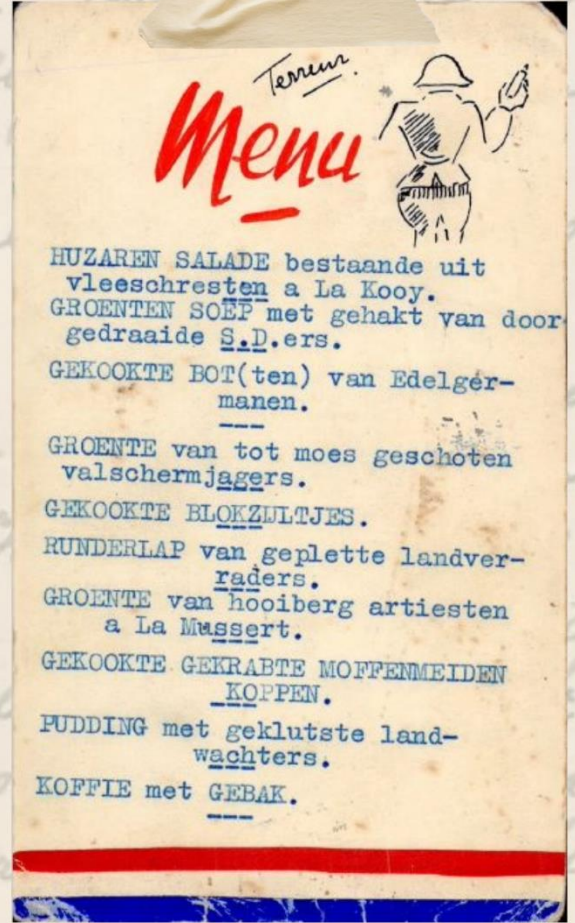 Terreur.
Menu
HUZAREN SALADE bestaande uit
vleeschresten a La Kooy.
GROENTEN SOEP met gehakt van door-
gedraaide S.D.ers.
GEKOOKTE BOT(ten) van Edelger-
manen.
GROENTE van tot moes geschoten
valschermjagers.
GEKOOKTE BLOKZIJLTJES.
RUNDERLAP van geplette landver-
raders.
GROENTE van hooiberg artiesten
a La Mussert.
GEKOOKTE GEKRABTE MOFFENMEIDEN
KOPPEN.
PUDDING met geklutste land-
wachters.
KOFFIE met GEBAK.